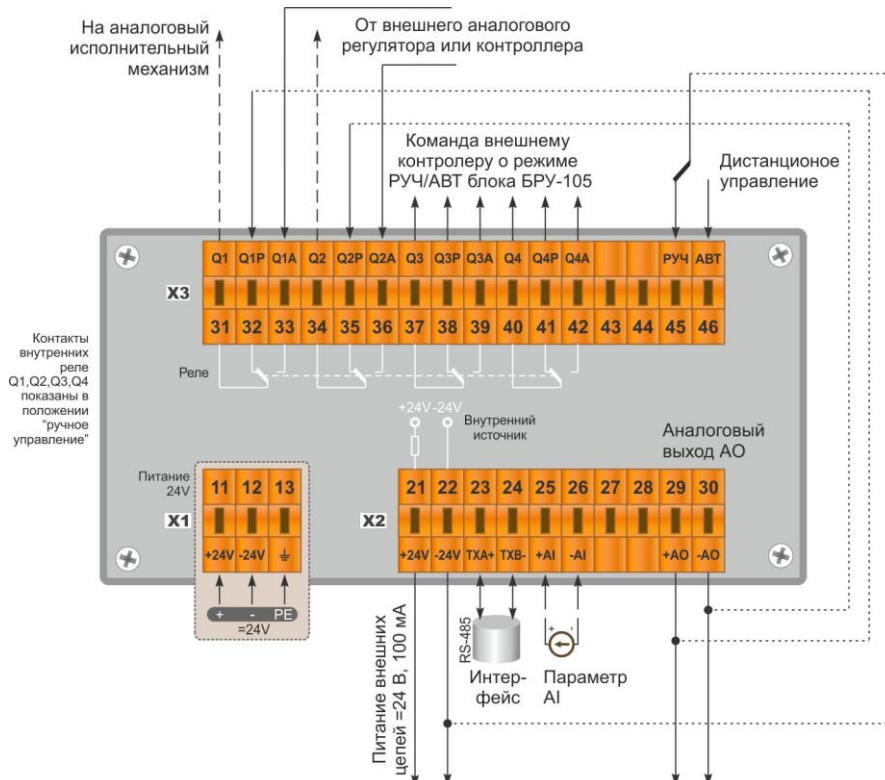 На аналоговый
исполнительный
механизм
От внешнего аналогового
регулятора или контроллера
Команда внешнему
контролеру о режиме
РУЧ/АВТ блока БРУ-105
Дистанционое
управление
Q1 Q1P Q1A Q2 Q2P Q2A Q3 Q3P Q3A Q4 Q4P Q4A РУЧ АВТ
X3
31 32 33 34 35 36 37 38 39 40 41 42 43 44 45 46
Контакты
внутренних
реле
Q1,Q2,Q3,Q4
показаны в
положении
"ручное
управление"
Реле
+24V -24V
Внутренний
источник
Аналоговый
выход АО
Питание
24V
11 12 13
X1
+24V -24V
+ - PE
=24V
21 22 23 24 25 26 27 28 29 30
X2
+24V -24V TXA+ TXB- +AI -AI +AO -AO
Питание внешних
цепей =24 В, 100 мА
RS-485
Интер-
фейс
+ -
Параметр
AI